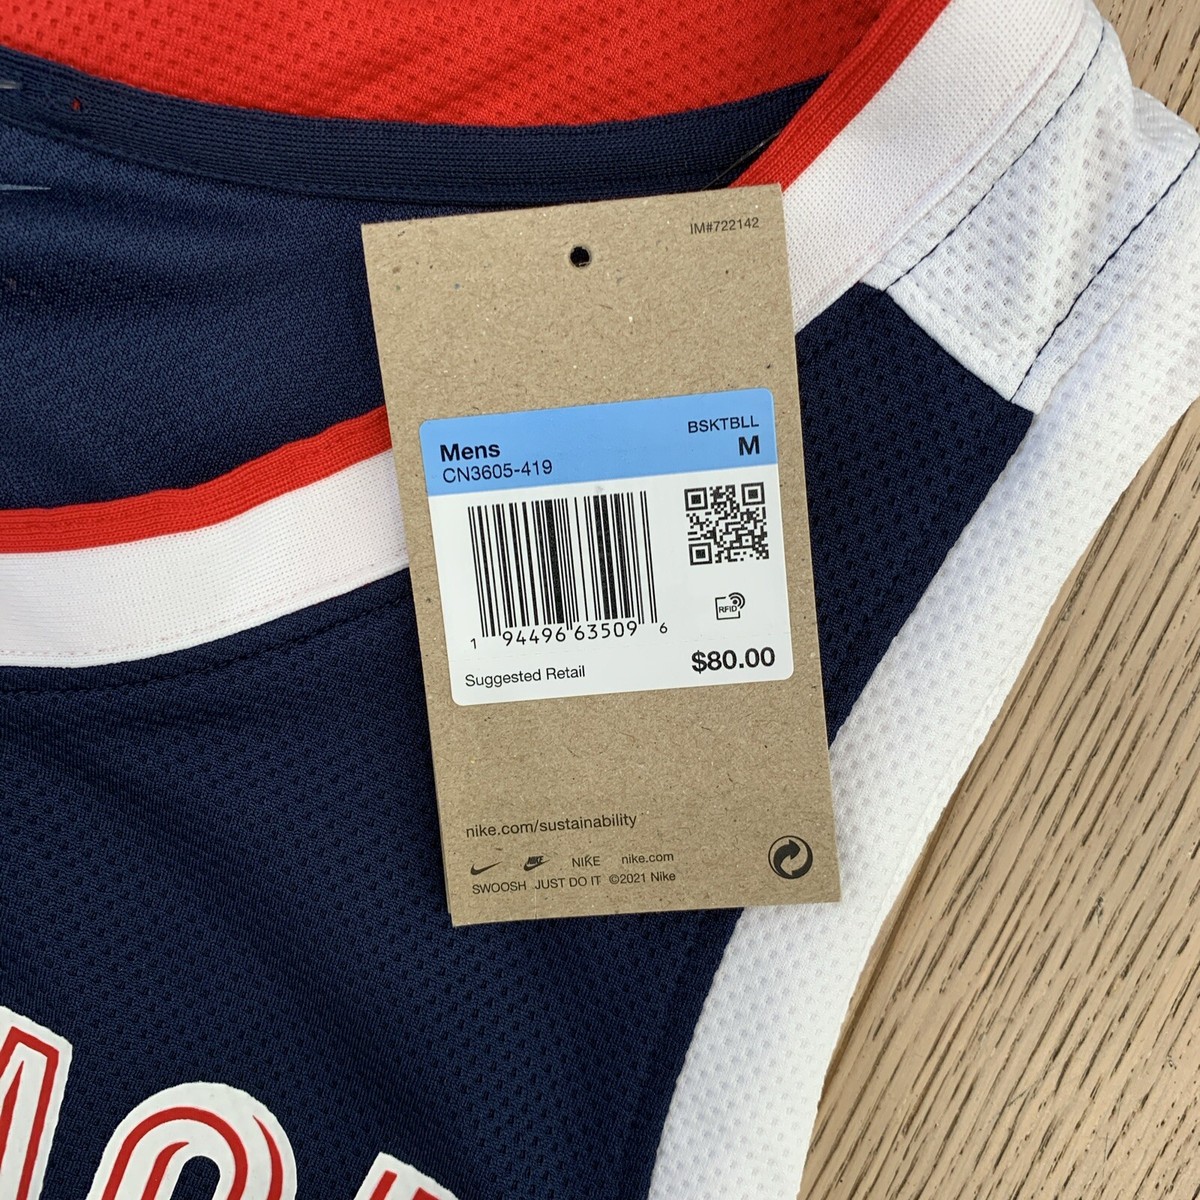 IM#722142
BSKTBLL
Mens M
CN3605-419
1 94496 63509 6
RFID
Suggested Retail $80.00
nike.com/sustainability
NIKE NIKE nike.com
SWOOSH JUST DO IT ©2021 Nike